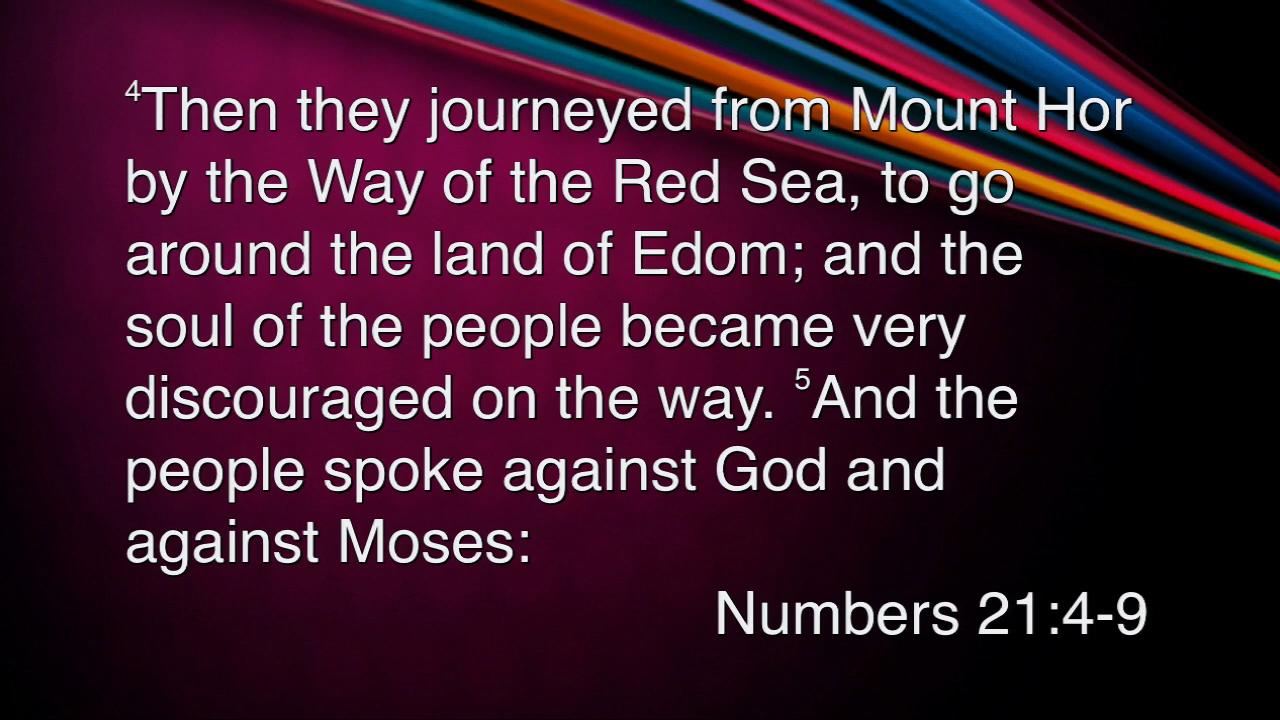 ⁴Then they journeyed from Mount Hor
by the Way of the Red Sea, to go
around the land of Edom; and the
soul of the people became very
discouraged on the way. ⁵And the
people spoke against God and
against Moses:
Numbers 21:4-9